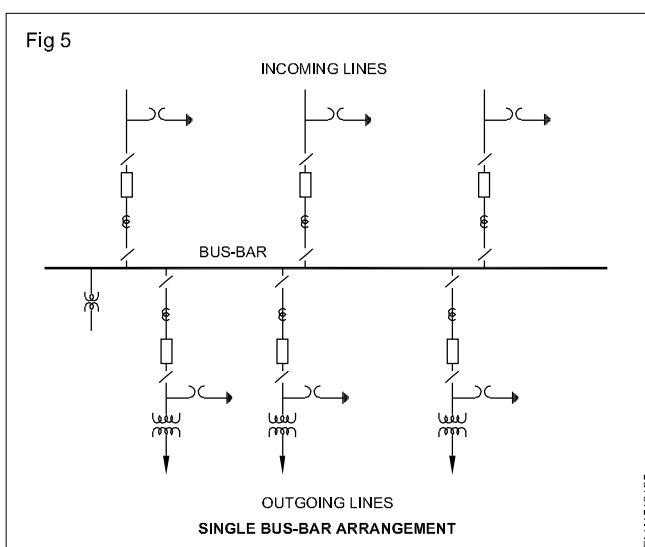 Fig 5
INCOMING LINES
BUS-BAR
OUTGOING LINES
SINGLE BUS-BAR ARRANGEMENT